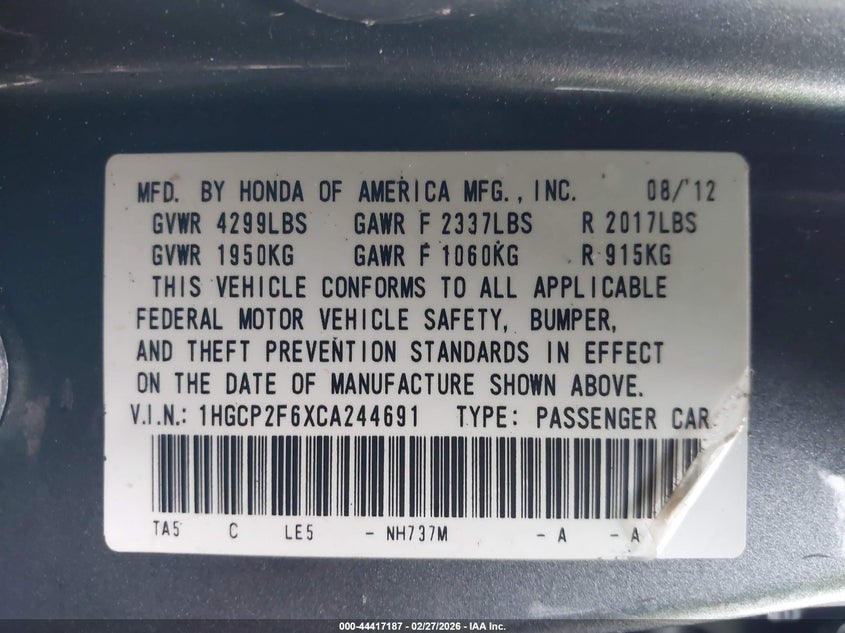 MFD. BY HONDA OF AMERICA MFG., INC. 08/'12
GVWR 4299LBS GAWR F 2337LBS R 2017LBS
GVWR 1950KG GAWR F 1060KG R 915KG
THIS VEHICLE CONFORMS TO ALL APPLICABLE
FEDERAL MOTOR VEHICLE SAFETY, BUMPER,
AND THEFT PREVENTION STANDARDS IN EFFECT
ON THE DATE OF MANUFACTURE SHOWN ABOVE.
V.I.N.: 1HGCP2F6XCA244691 TYPE: PASSENGER CAR
TA5 C LE5 - NH737M - A - A
000-44417187 - 02/27/2026 - IAA Inc.